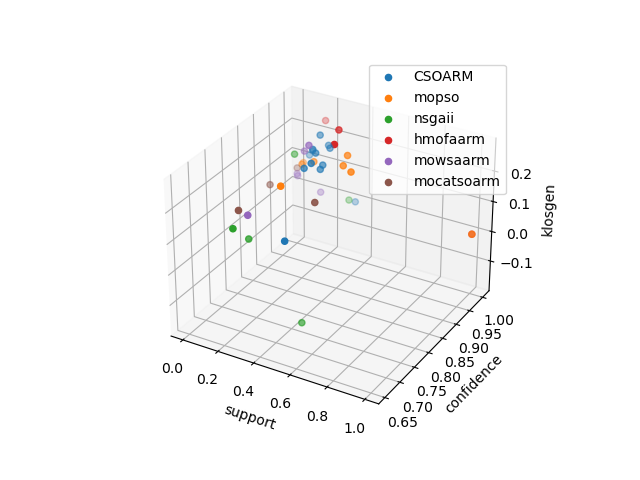 CSOARM
mopso
nsgaii
hmofaarm
mowsaarm
mocatsoarm
0.2
0.1
0.0
−0.1
klosgen
1.00
0.95
0.90
0.85
0.80
0.75
0.70
0.65
confidence
0.0
0.2
0.4
0.6
0.8
1.0
support